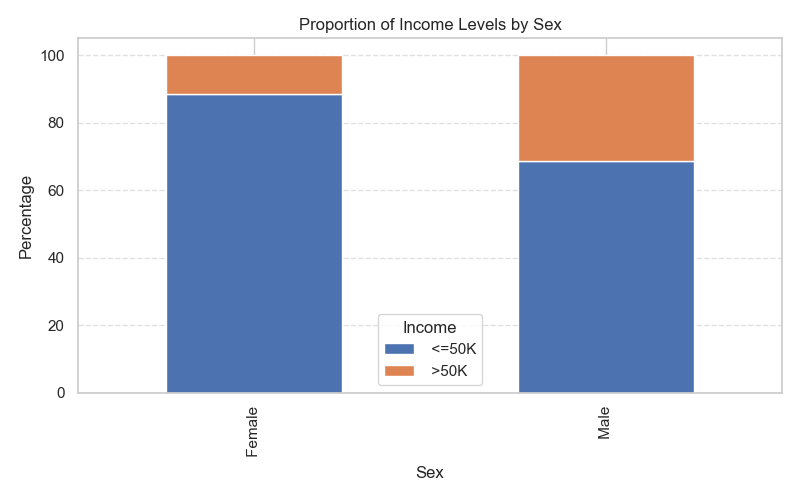 Proportion of Income Levels by Sex
Percentage
100
80
60
40
20
0
Income
<=50K
>50K
Female
Male
Sex